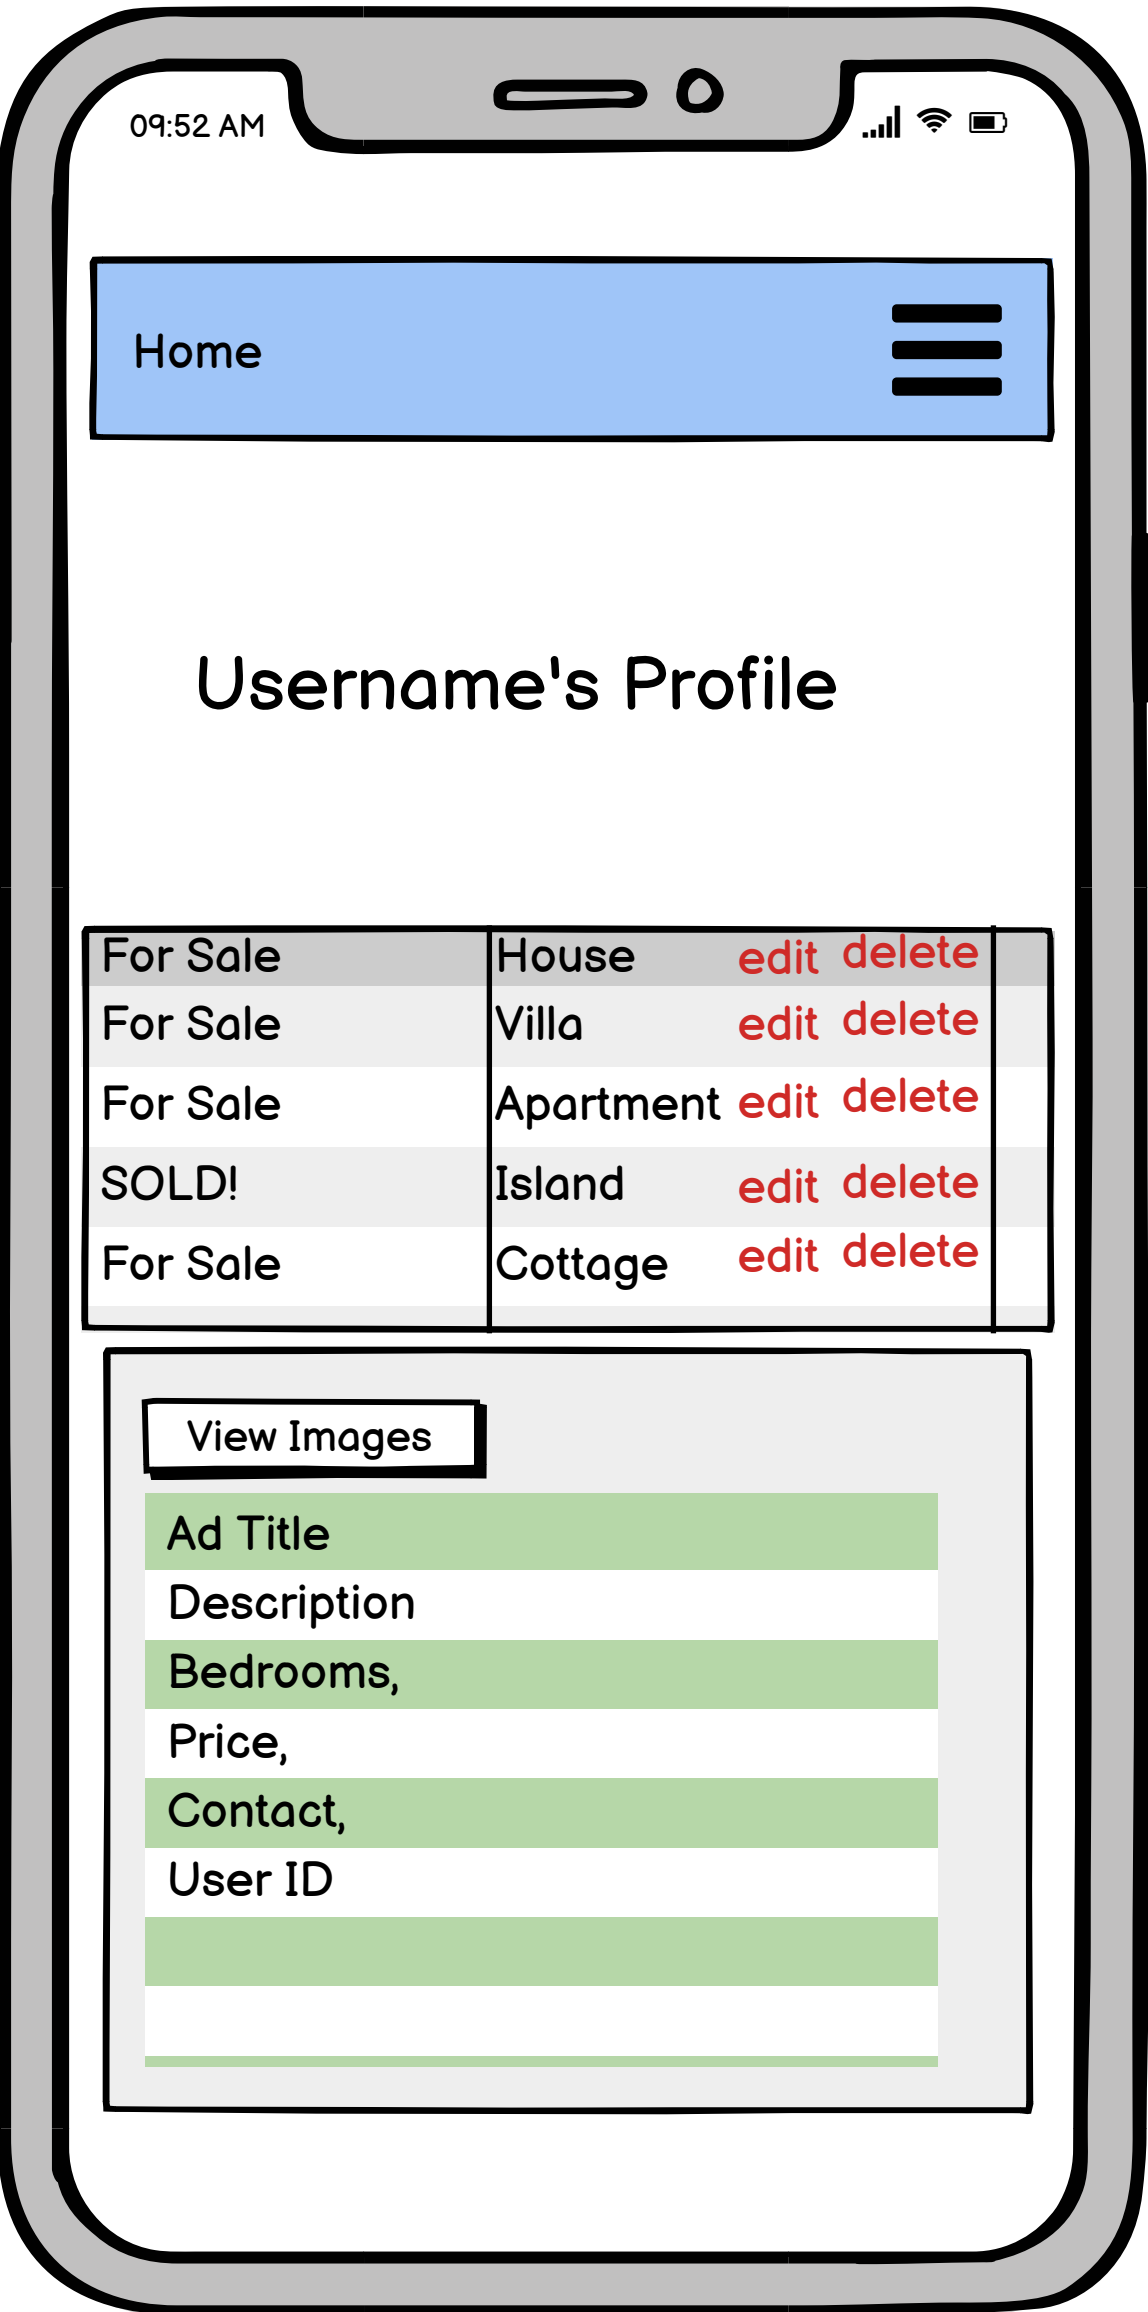 09:52 AM
Home
Username's Profile
For Sale House edit delete
For Sale Villa edit delete
For Sale Apartment edit delete
SOLD! Island edit delete
For Sale Cottage edit delete
View Images
Ad Title
Description
Bedrooms,
Price,
Contact,
User ID